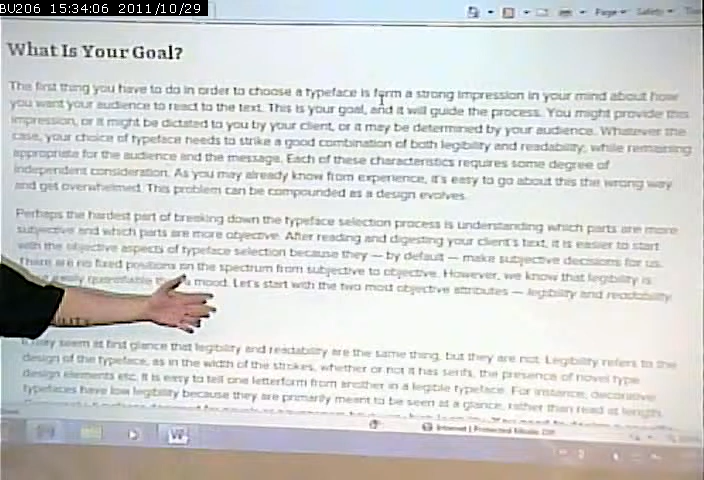 BU206 15:34:06 2011/10/29
Page Safety
What Is Your Goal?
The first thing you have to do in order to choose a typeface is form a strong impression in your mind about how
you want your audience to react to the text. This is your goal, and it will guide the process. You might provide this
impression, or it might be dictated to you by your client, or it may be determined by your audience. Whatever the
case, your choice of typeface needs to strike a good combination of both legibility and readability, while remaining
appropriate for the audience and the message. Each of these characteristics requires some degree of
independent consideration. As you may already know from experience, it's easy to go about this the wrong way
and get overwhelmed. This problem can be compounded as a design evolves.
Perhaps the hardest part of breaking down the typeface selection process is understanding which parts are more
subjective and which parts are more objective. After reading and digesting your client's text, it is easier to start
with the objective aspects of typeface selection because they — by default — make subjective decisions for us.
There are no fixed positions on the spectrum from subjective to objective. However, we know that legibility is
easily quantifiable mood. Let's start with the two most objective attributes — legibility and readability.
It may seem at first glance that legibility and readability are the same thing, but they are not. Legibility refers to the
design of the typeface, as in the width of the strokes, whether or not it has serifs, the presence of novel type
design elements etc. It is easy to tell one letterform from another in a legible typeface. For instance, decorative
typefaces have low legibility because they are primarily meant to be seen at a glance, rather than read at length.
Internet | Protected Mode: Off